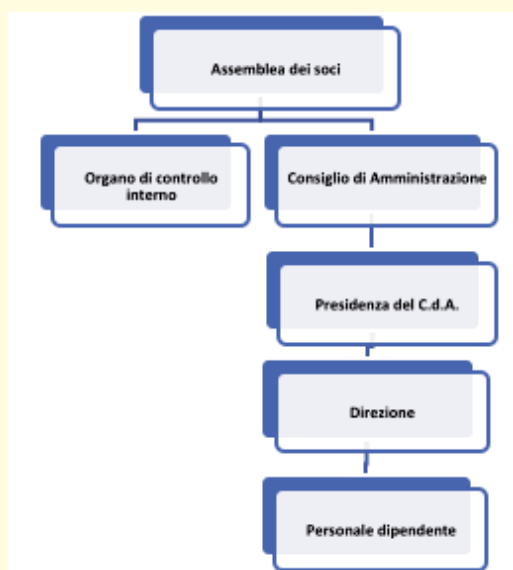 Assemblea dei soci
Organo di controllo
interno
Consiglio di Amministrazione
Presidenza del C.d.A.
Direzione
Personale dipendente